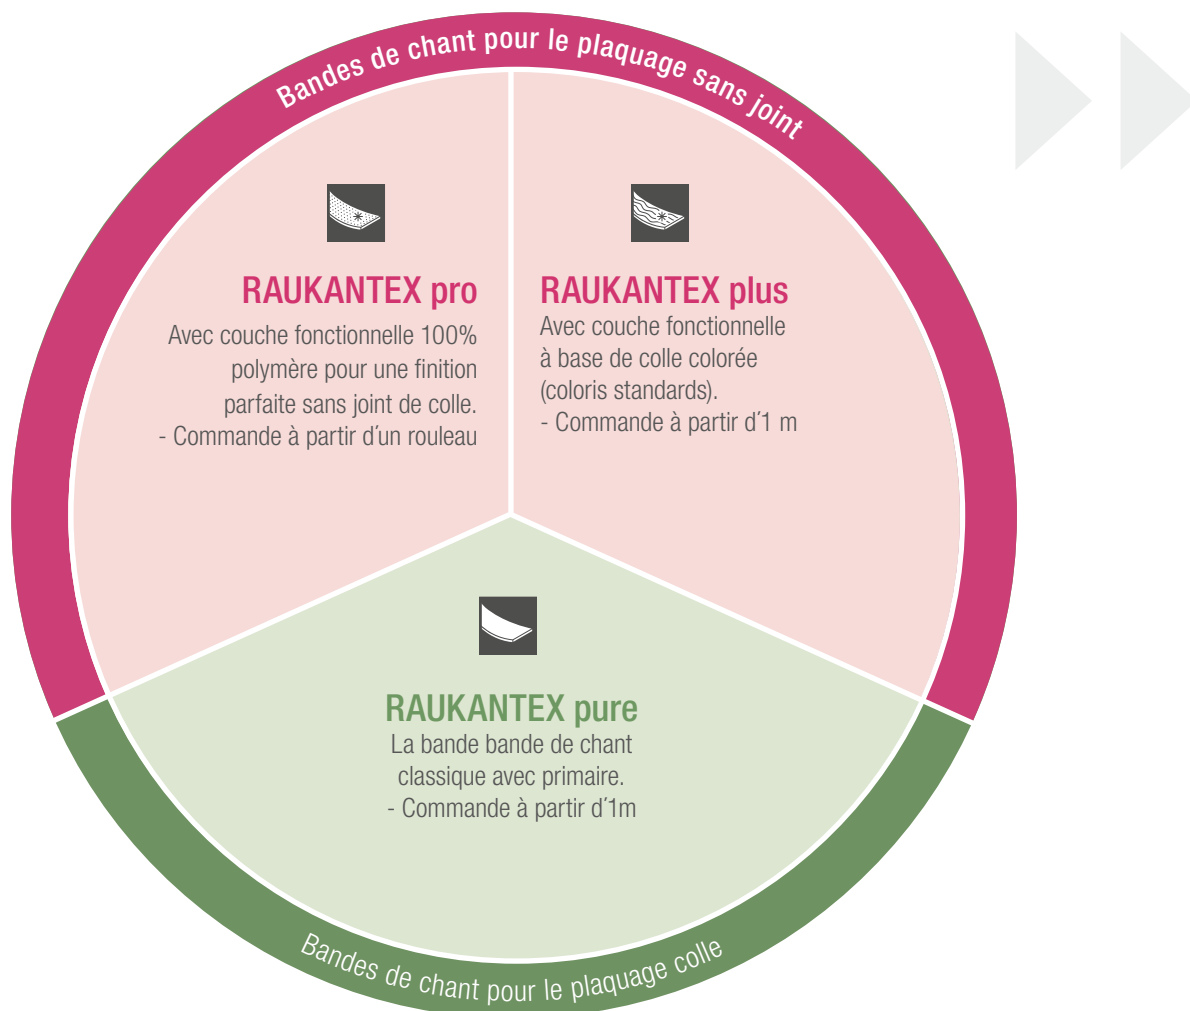 Bandes de chant pour le plaquage sans joint
RAUKANTEX pro
Avec couche fonctionnelle 100%
polymère pour une finition
parfaite sans joint de colle.
- Commande à partir d´un rouleau
RAUKANTEX plus
Avec couche fonctionnelle
à base de colle colorée
(coloris standards).
- Commande à partir d´1 m
RAUKANTEX pure
La bande bande de chant
classique avec primaire.
- Commande à partir d´1m
Bandes de chant pour le plaquage colle